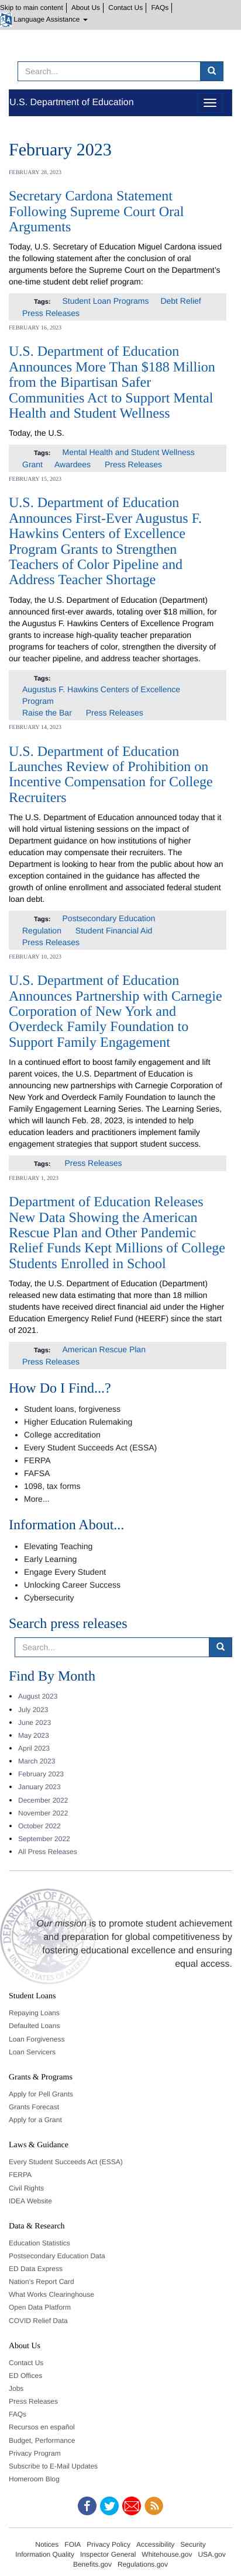 Skip to main content | About Us | Contact Us | FAQs |
Language Assistance
Search...
U.S. Department of Education
February 2023
FEBRUARY 28, 2023
Secretary Cardona Statement
Following Supreme Court Oral
Arguments
Today, U.S. Secretary of Education Miguel Cardona issued
the following statement after the conclusion of oral
arguments before the Supreme Court on the Department's
one-time student debt relief program:
Tags: Student Loan Programs Debt Relief
Press Releases
FEBRUARY 16, 2023
U.S. Department of Education
Announces More Than $188 Million
from the Bipartisan Safer
Communities Act to Support Mental
Health and Student Wellness
Today, the U.S.
Tags: Mental Health and Student Wellness
Grant Awardees Press Releases
FEBRUARY 15, 2023
U.S. Department of Education
Announces First-Ever Augustus F.
Hawkins Centers of Excellence
Program Grants to Strengthen
Teachers of Color Pipeline and
Address Teacher Shortage
Today, the U.S. Department of Education (Department)
announced first-ever awards, totaling over $18 million, for
the Augustus F. Hawkins Centers of Excellence Program
grants to increase high-quality teacher preparation
programs for teachers of color, strengthen the diversity of
our teacher pipeline, and address teacher shortages.
Tags:
Augustus F. Hawkins Centers of Excellence
Program
Raise the Bar Press Releases
FEBRUARY 14, 2023
U.S. Department of Education
Launches Review of Prohibition on
Incentive Compensation for College
Recruiters
The U.S. Department of Education announced today that it
will hold virtual listening sessions on the impact of
Department guidance on how institutions of higher
education may compensate their recruiters. The
Department is looking to hear from the public about how an
exception contained in the guidance has affected the
growth of online enrollment and associated federal student
loan debt.
Tags: Postsecondary Education
Regulation Student Financial Aid
Press Releases
FEBRUARY 10, 2023
U.S. Department of Education
Announces Partnership with Carnegie
Corporation of New York and
Overdeck Family Foundation to
Support Family Engagement
In a continued effort to boost family engagement and lift
parent voices, the U.S. Department of Education is
announcing new partnerships with Carnegie Corporation of
New York and Overdeck Family Foundation to launch the
Family Engagement Learning Series. The Learning Series,
which will launch Feb. 28, 2023, is intended to help
education leaders and practitioners implement family
engagement strategies that support student success.
Tags: Press Releases
FEBRUARY 1, 2023
Department of Education Releases
New Data Showing the American
Rescue Plan and Other Pandemic
Relief Funds Kept Millions of College
Students Enrolled in School
Today, the U.S. Department of Education (Department)
released new data estimating that more than 18 million
students have received direct financial aid under the Higher
Education Emergency Relief Fund (HEERF) since the start
of 2021.
Tags: American Rescue Plan
Press Releases
How Do I Find...?
• Student loans, forgiveness
• Higher Education Rulemaking
• College accreditation
• Every Student Succeeds Act (ESSA)
• FERPA
• FAFSA
• 1098, tax forms
• More...
Information About...
• Elevating Teaching
• Early Learning
• Engage Every Student
• Unlocking Career Success
• Cybersecurity
Search press releases
Search...
Find By Month
• August 2023
• July 2023
• June 2023
• May 2023
• April 2023
• March 2023
• February 2023
• January 2023
• December 2022
• November 2022
• October 2022
• September 2022
• All Press Releases
Our mission is to promote student achievement
and preparation for global competitiveness by
fostering educational excellence and ensuring
equal access.
Student Loans
Repaying Loans
Defaulted Loans
Loan Forgiveness
Loan Servicers
Grants & Programs
Apply for Pell Grants
Grants Forecast
Apply for a Grant
Laws & Guidance
Every Student Succeeds Act (ESSA)
FERPA
Civil Rights
IDEA Website
Data & Research
Education Statistics
Postsecondary Education Data
ED Data Express
Nation's Report Card
What Works Clearinghouse
Open Data Platform
COVID Relief Data
About Us
Contact Us
ED Offices
Jobs
Press Releases
FAQs
Recursos en español
Budget, Performance
Privacy Program
Subscribe to E-Mail Updates
Homeroom Blog
Notices FOIA Privacy Policy Accessibility Security
Information Quality Inspector General Whitehouse.gov USA.gov
Benefits.gov Regulations.gov